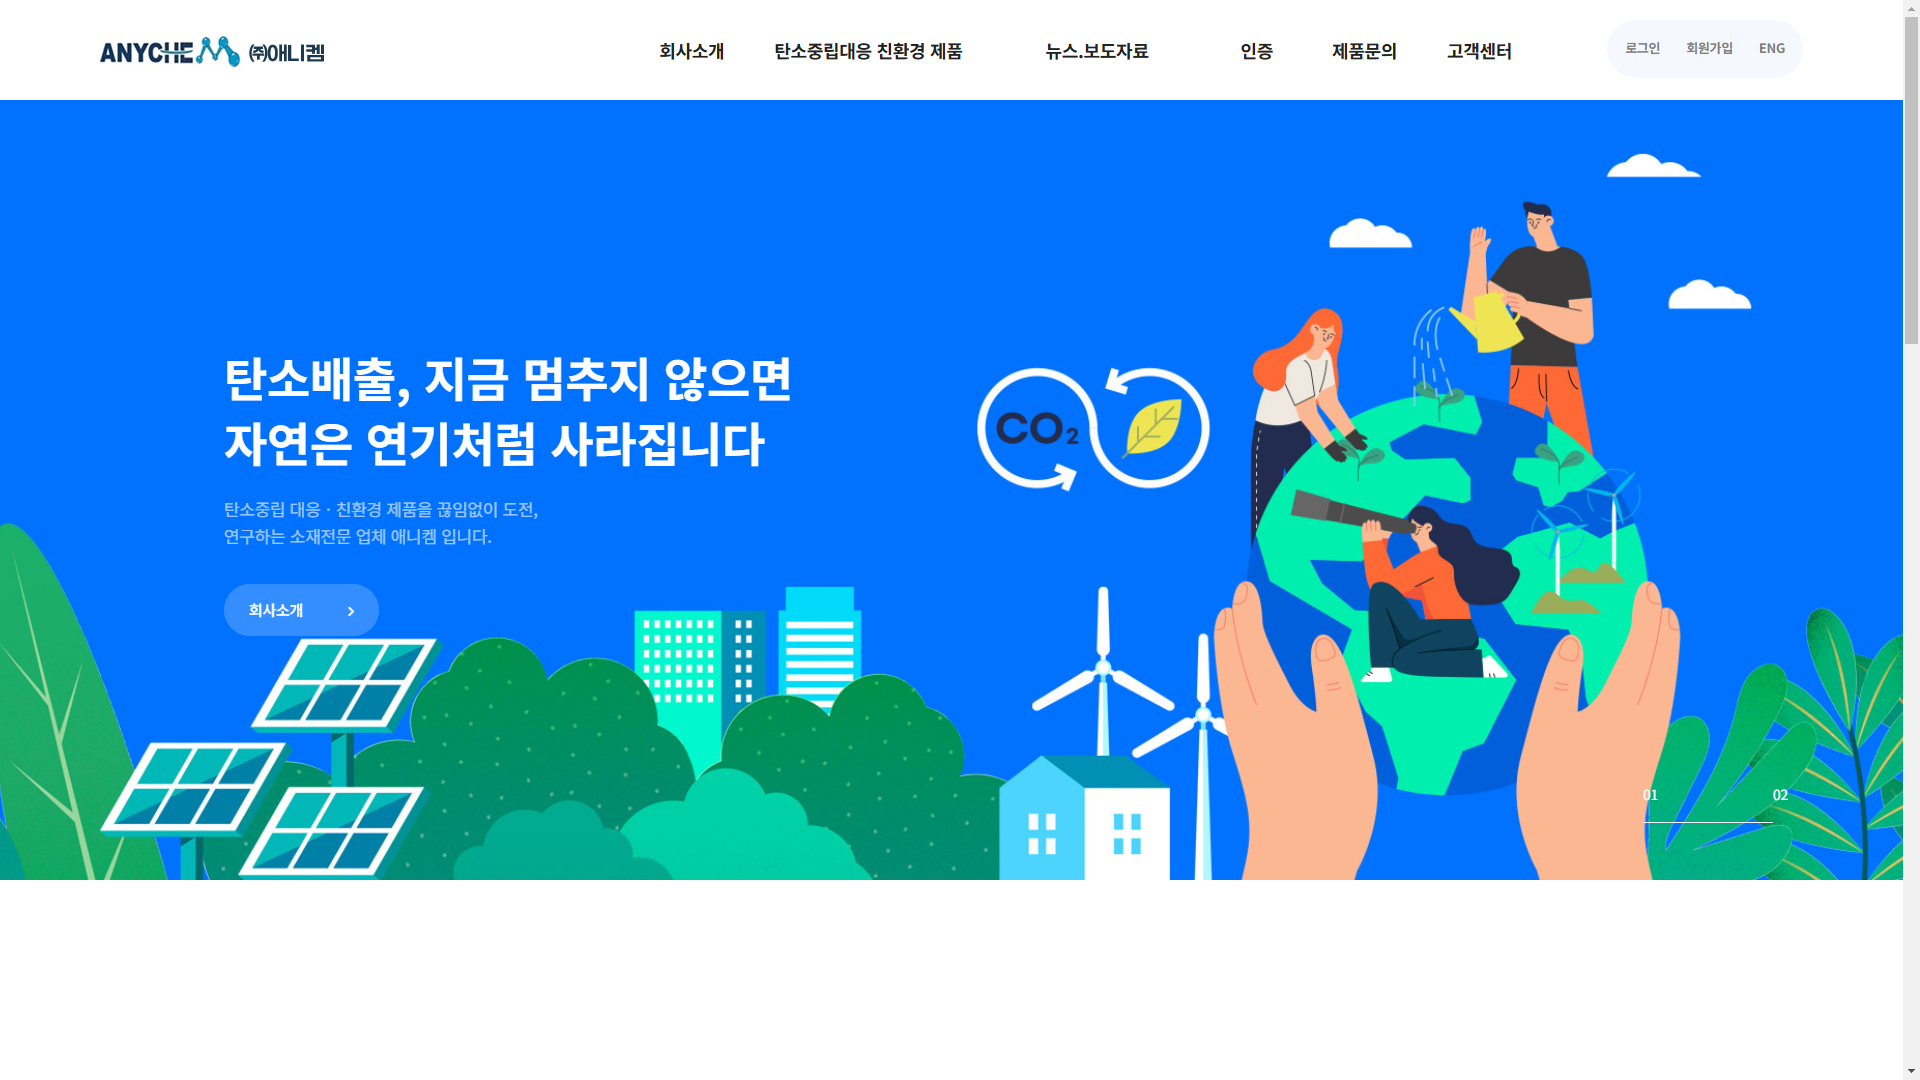 ANYCHEM ㈜애니켐
회사소개 탄소중립대응 친환경 제품 뉴스.보도자료 인증 제품문의 고객센터
로그인 회원가입 ENG
탄소배출, 지금 멈추지 않으면
자연은 연기처럼 사라집니다
탄소중립 대응 · 친환경 제품을 끊임없이 도전,
연구하는 소재전문 업체 애니켐 입니다.
회사소개
CO₂
01 02